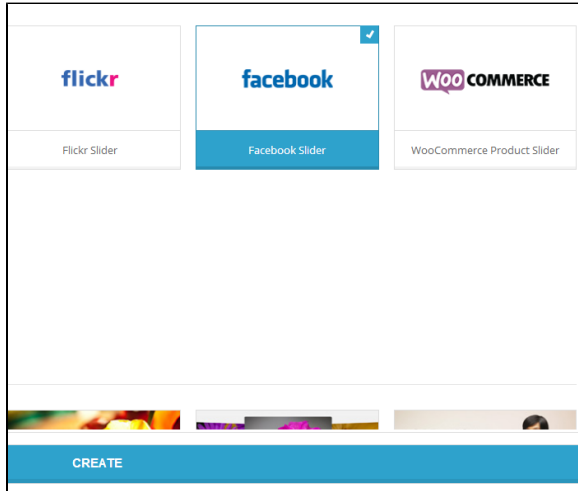 flickr
facebook
WOO COMMERCE
Flickr Slider
Facebook Slider
WooCommerce Product Slider
CREATE